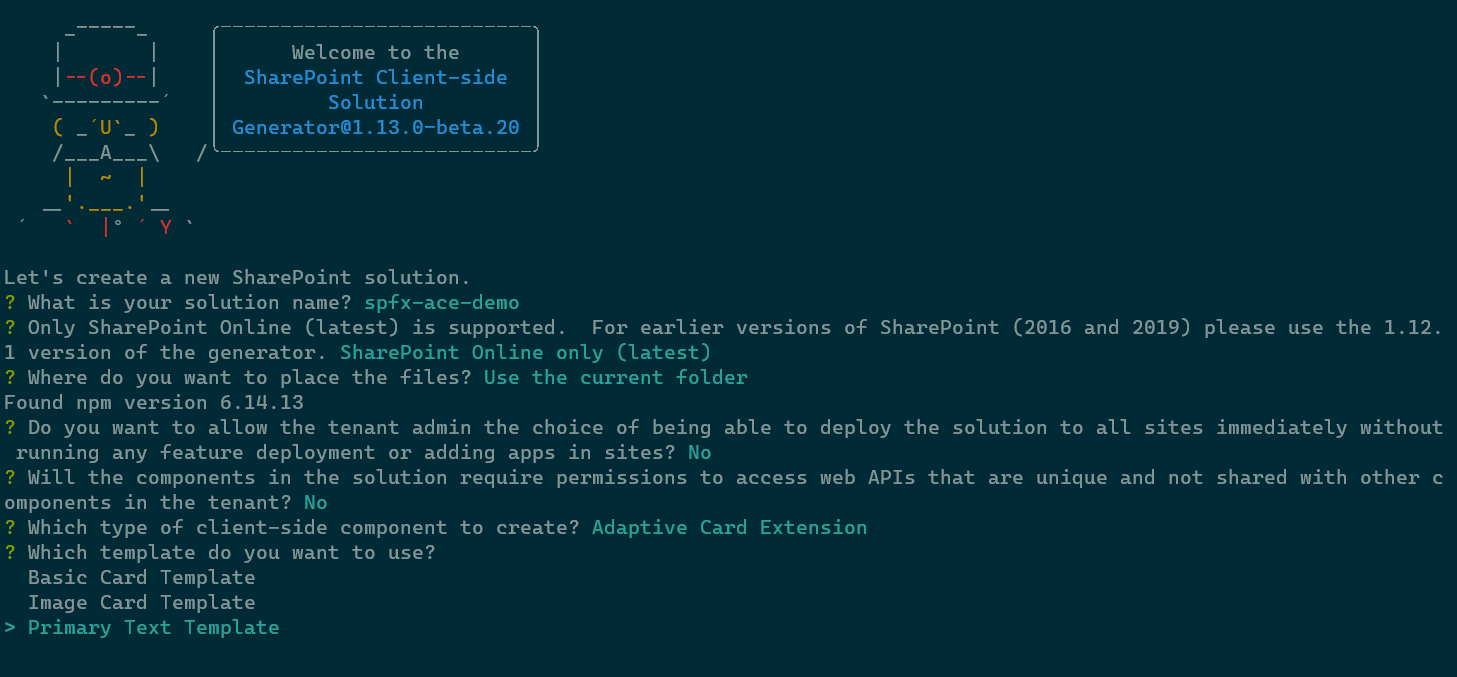 Welcome to the
SharePoint Client-side
Solution
Generator@1.13.0-beta.20
Let's create a new SharePoint solution.
? What is your solution name? spfx-ace-demo
? Only SharePoint Online (latest) is supported.  For earlier versions of SharePoint (2016 and 2019) please use the 1.12.
1 version of the generator. SharePoint Online only (latest)
? Where do you want to place the files? Use the current folder
Found npm version 6.14.13
? Do you want to allow the tenant admin the choice of being able to deploy the solution to all sites immediately without
running any feature deployment or adding apps in sites? No
? Will the components in the solution require permissions to access web APIs that are unique and not shared with other c
omponents in the tenant? No
? Which type of client-side component to create? Adaptive Card Extension
? Which template do you want to use?
Basic Card Template
Image Card Template
> Primary Text Template